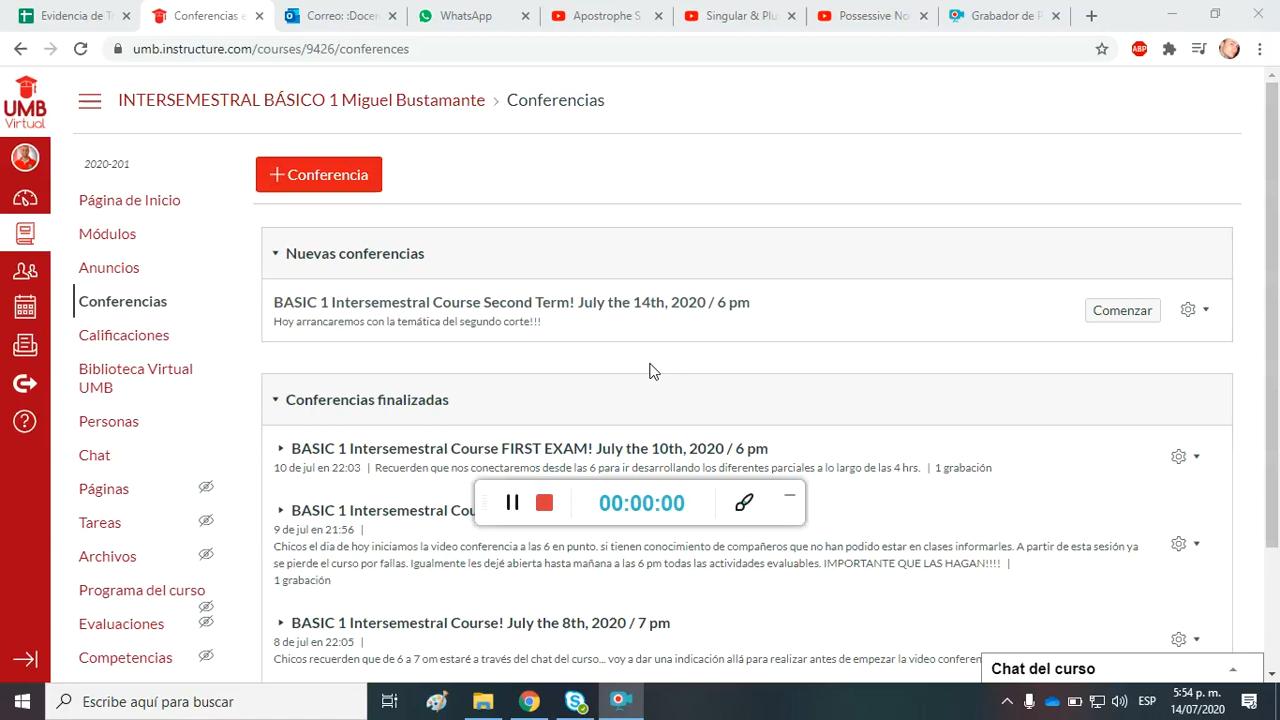 Evidencia de Tr
Conferencias e
Correo: :Docen
WhatsApp
Apostrophe S
Singular & Plu
Possessive No
Grabador de P
umb.instructure.com/courses/9426/conferences
ABP
UMB
Virtual
INTERSEMESTRAL BÁSICO 1 Miguel Bustamante > Conferencias
2020-201
Página de Inicio
Módulos
Anuncios
Conferencias
Calificaciones
Biblioteca Virtual
UMB
Personas
Chat
Páginas
Tareas
Archivos
Programa del curso
Evaluaciones
Competencias
+ Conferencia
Nuevas conferencias
BASIC 1 Intersemestral Course Second Term! July the 14th, 2020 / 6 pm
Hoy arrancaremos con la temática del segundo corte!!!
Comenzar
Conferencias finalizadas
BASIC 1 Intersemestral Course FIRST EXAM! July the 10th, 2020 / 6 pm
10 de jul en 22:03 | Recuerden que nos conectaremos desde las 6 para ir desarrollando los diferentes parciales a lo largo de las 4 hrs. | 1 grabación
00:00:00
BASIC 1 Intersemestral Cou
9 de jul en 21:56 |
Chicos el dia de hoy iniciamos la video conferencia a las 6 en punto. si tienen conocimiento de compañeros que no han podido estar en clases informarles. A partir de esta sesión ya
se pierde el curso por fallas. Igualmente les dejé abierta hasta mañana a las 6 pm todas las actividades evaluables. IMPORTANTE QUE LAS HAGAN!!!! |
1 grabación
BASIC 1 Intersemestral Course! July the 8th, 2020 / 7 pm
8 de jul en 22:05 |
Chicos recuerden que de 6 a 7 om estaré a través del chat del curso... voy a dar una indicación allá para realizar antes de empezar la video conferen
Chat del curso
Escribe aquí para buscar
ESP
5:54 p. m.
14/07/2020